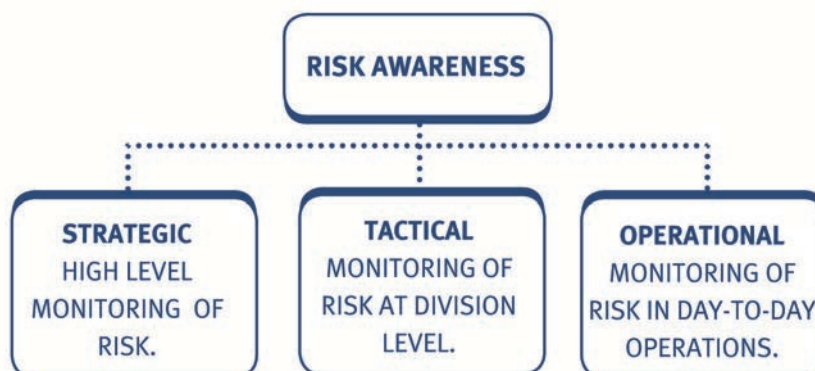 RISK AWARENESS
STRATEGIC
HIGH LEVEL
MONITORING OF
RISK.
TACTICAL
MONITORING OF
RISK AT DIVISION
LEVEL.
OPERATIONAL
MONITORING OF
RISK IN DAY-TO-DAY
OPERATIONS.